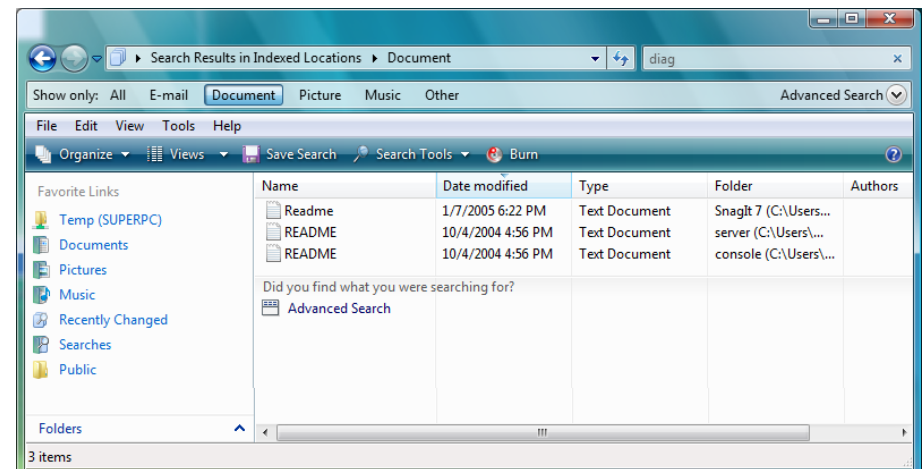 Search Results in Indexed Locations Document diag
Show only: All E-mail Document Picture Music Other Advanced Search
File Edit View Tools Help
Organize Views Save Search Search Tools Burn
Favorite Links
Temp (SUPERPC)
Documents
Pictures
Music
Recently Changed
Searches
Public
Folders
Name Date modified Type Folder Authors
Readme 1/7/2005 6:22 PM Text Document SnagIt 7 (C:\Users...
README 10/4/2004 4:56 PM Text Document server (C:\Users\...
README 10/4/2004 4:56 PM Text Document console (C:\Users\...
Did you find what you were searching for?
Advanced Search
3 items